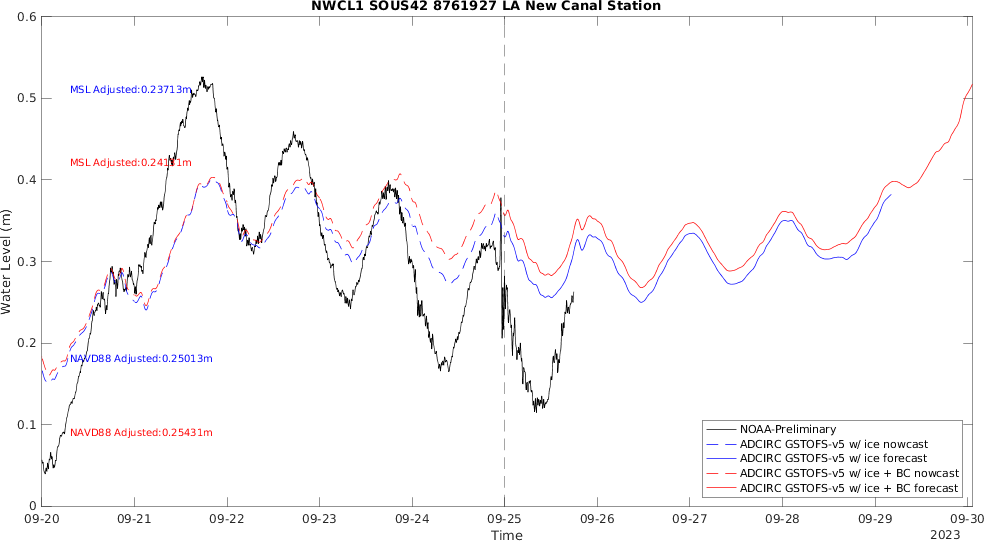 NWCL1 SOUS42 8761927 LA New Canal Station
0.6
0.5
0.4
0.3
0.2
0.1
0
Water Level (m)
MSL Adjusted:0.23713m
MSL Adjusted:0.24131m
NAVD88 Adjusted:0.25013m
NAVD88 Adjusted:0.25431m
NOAA-Preliminary
ADCIRC GSTOFS-v5 w/ ice nowcast
ADCIRC GSTOFS-v5 w/ ice forecast
ADCIRC GSTOFS-v5 w/ ice + BC nowcast
ADCIRC GSTOFS-v5 w/ ice + BC forecast
09-20 09-21 09-22 09-23 09-24 09-25 09-26 09-27 09-28 09-29 09-30
Time
2023